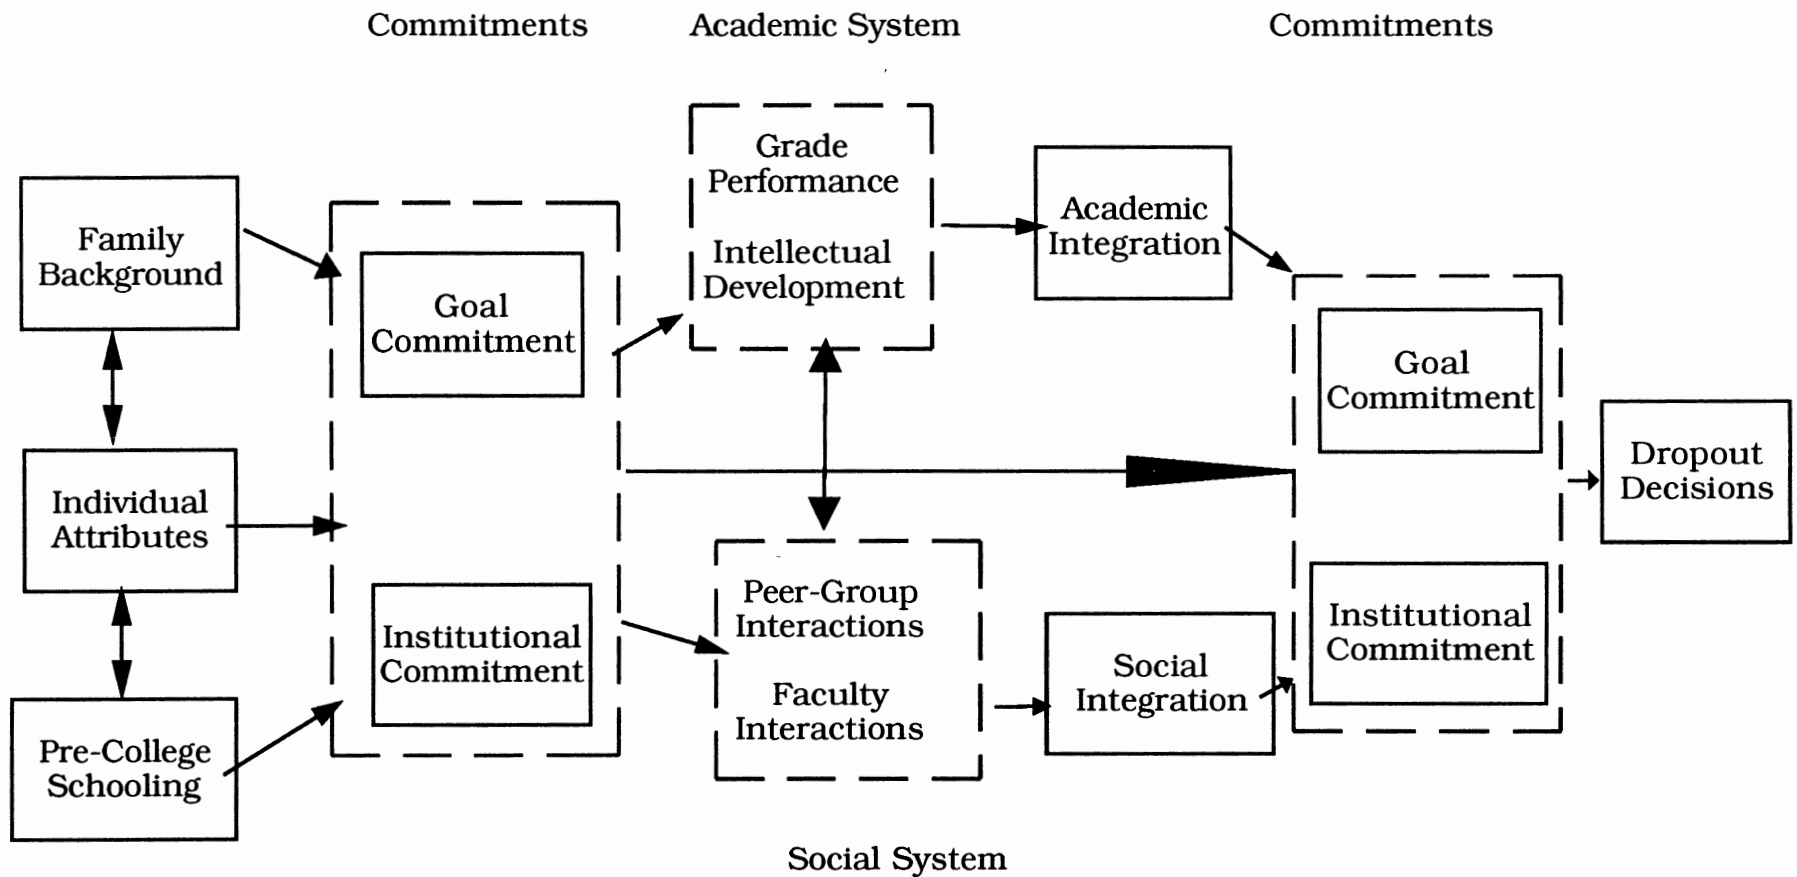 Commitments
Academic System
Commitments
Family
Background
Individual
Attributes
Pre-College
Schooling
Goal
Commitment
Institutional
Commitment
Grade
Performance
Intellectual
Development
Peer-Group
Interactions
Faculty
Interactions
Academic
Integration
Social
Integration
Goal
Commitment
Institutional
Commitment
Dropout
Decisions
Social System